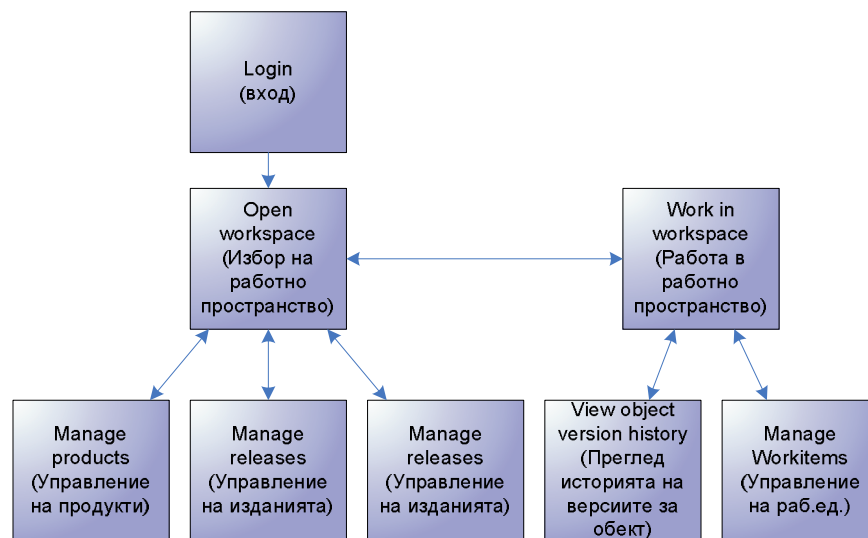 Login
(вход)
Open
workspace
(Избор на
работно
пространство)
Work in
workspace
(Работа в
работно
пространство)
Manage
products
(Управление
на продукти)
Manage
releases
(Управление
на изданията)
Manage
releases
(Управление
на изданията)
View object
version history
(Преглед
историята на
версиите за
обект)
Manage
Workitems
(Управление
на раб.ед.)